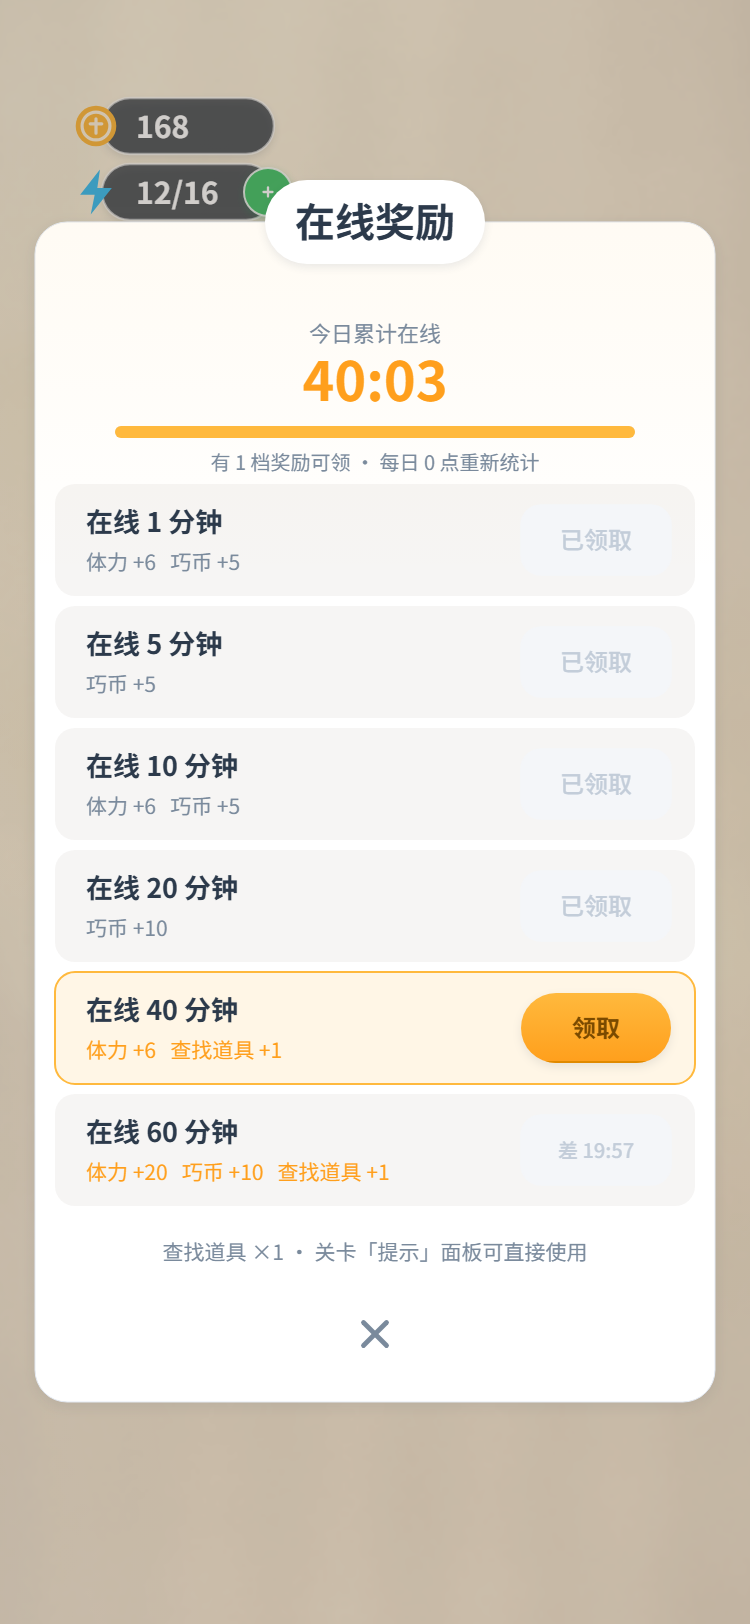 168
12/16
+
在线奖励
今日累计在线
40:03
有 1 档奖励可领 · 每日 0 点重新统计
在线 1 分钟
体力 +6 巧币 +5
已领取
在线 5 分钟
巧币 +5
已领取
在线 10 分钟
体力 +6 巧币 +5
已领取
在线 20 分钟
巧币 +10
已领取
在线 40 分钟
体力 +6 查找道具 +1
领取
在线 60 分钟
体力 +20 巧币 +10 查找道具 +1
差 19:57
查找道具 ×1 · 关卡「提示」面板可直接使用